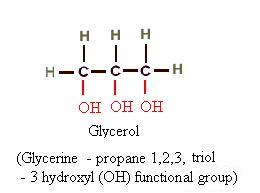 H H H
H C C C H
OH OH OH
Glycerol
(Glycerine - propane 1,2,3, triol
- 3 hydroxyl (OH) functional group)